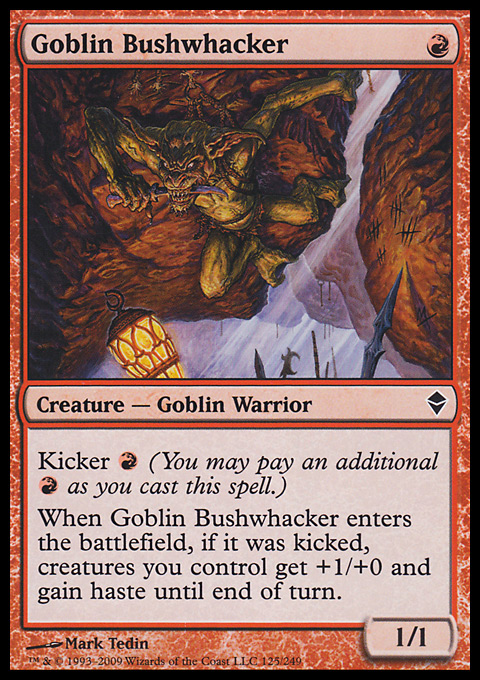 Goblin Bushwhacker
Creature — Goblin Warrior
Kicker (You may pay an additional
as you cast this spell.)
When Goblin Bushwhacker enters
the battlefield, if it was kicked,
creatures you control get +1/+0 and
gain haste until end of turn.
Mark Tedin
1/1
™ & © 1993–2009 Wizards of the Coast LLC 125/249